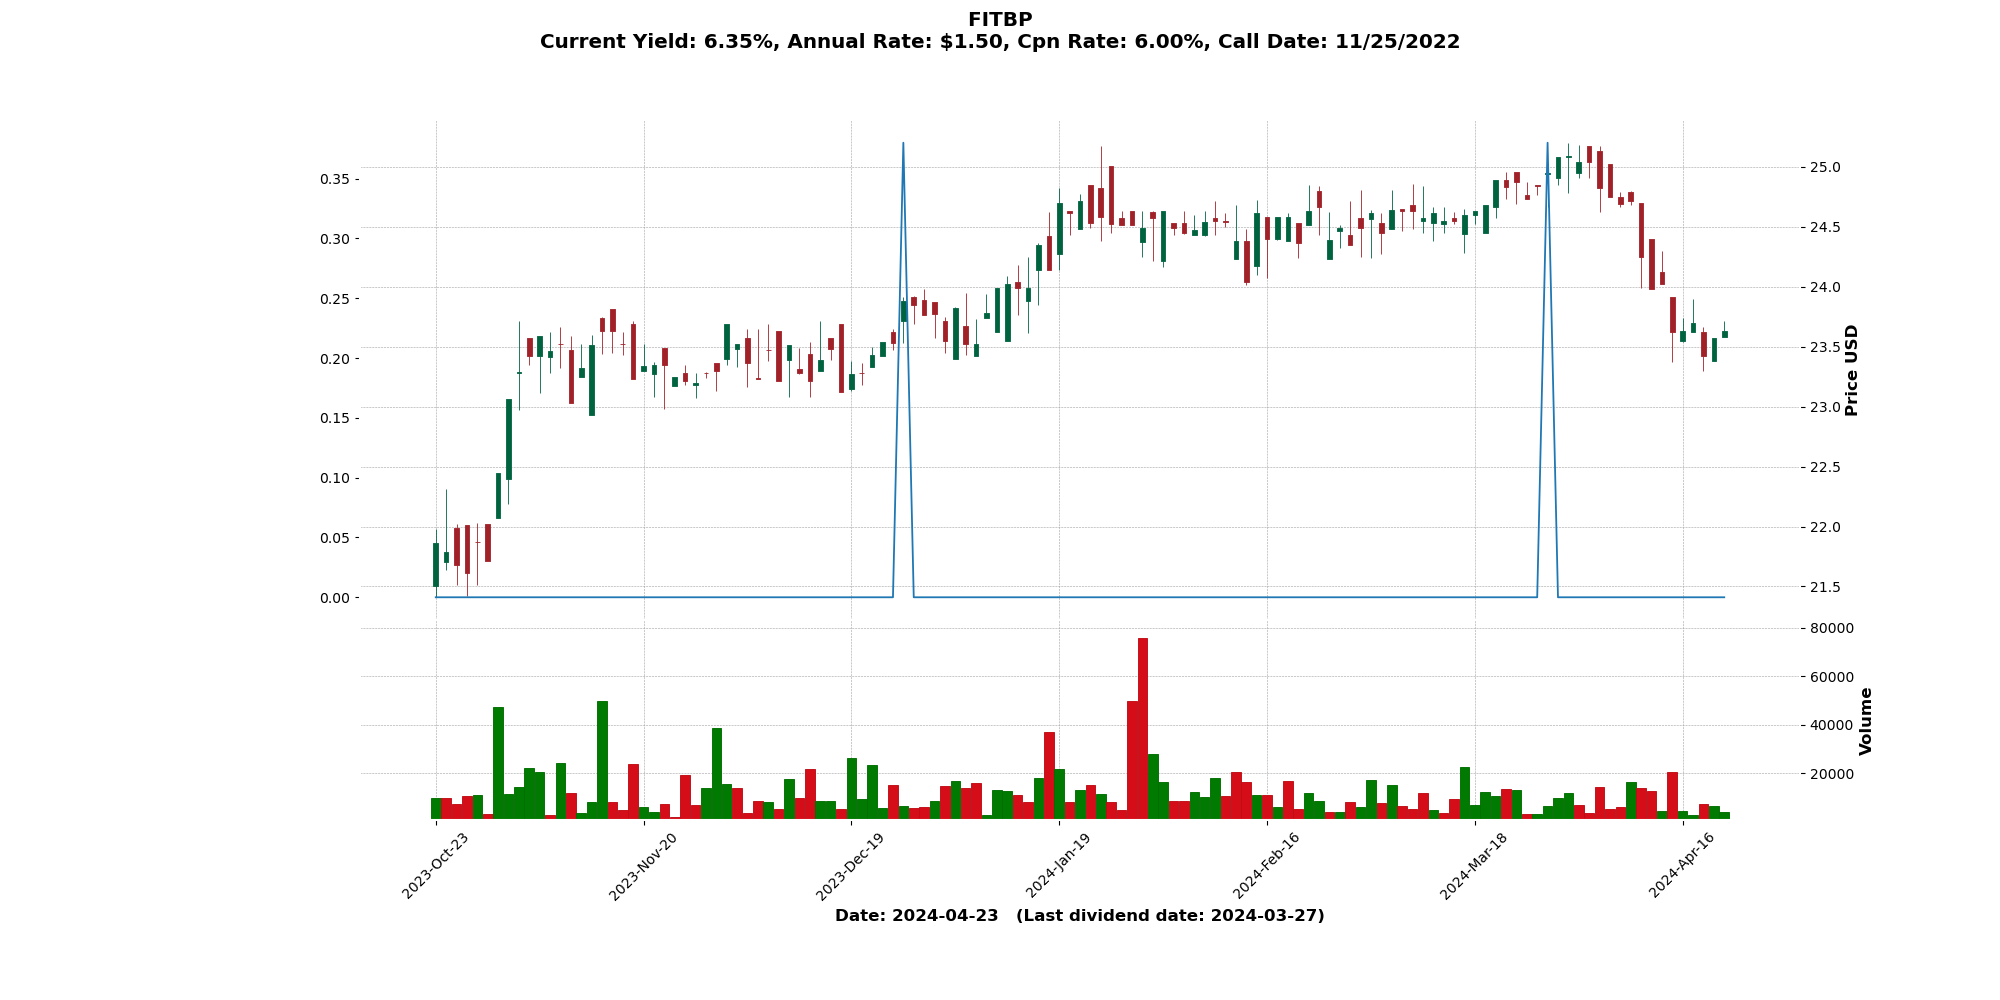 FITBP
Current Yield: 6.35%, Annual Rate: $1.50, Cpn Rate: 6.00%, Call Date: 11/25/2022
0.35
0.30
0.25
0.20
0.15
0.10
0.05
0.00
25.0
24.5
24.0
23.5
23.0
22.5
22.0
21.5
Price USD
80000
60000
40000
20000
Volume
2023-Oct-23
2023-Nov-20
2023-Dec-19
2024-Jan-19
2024-Feb-16
2024-Mar-18
2024-Apr-16
Date: 2024-04-23   (Last dividend date: 2024-03-27)